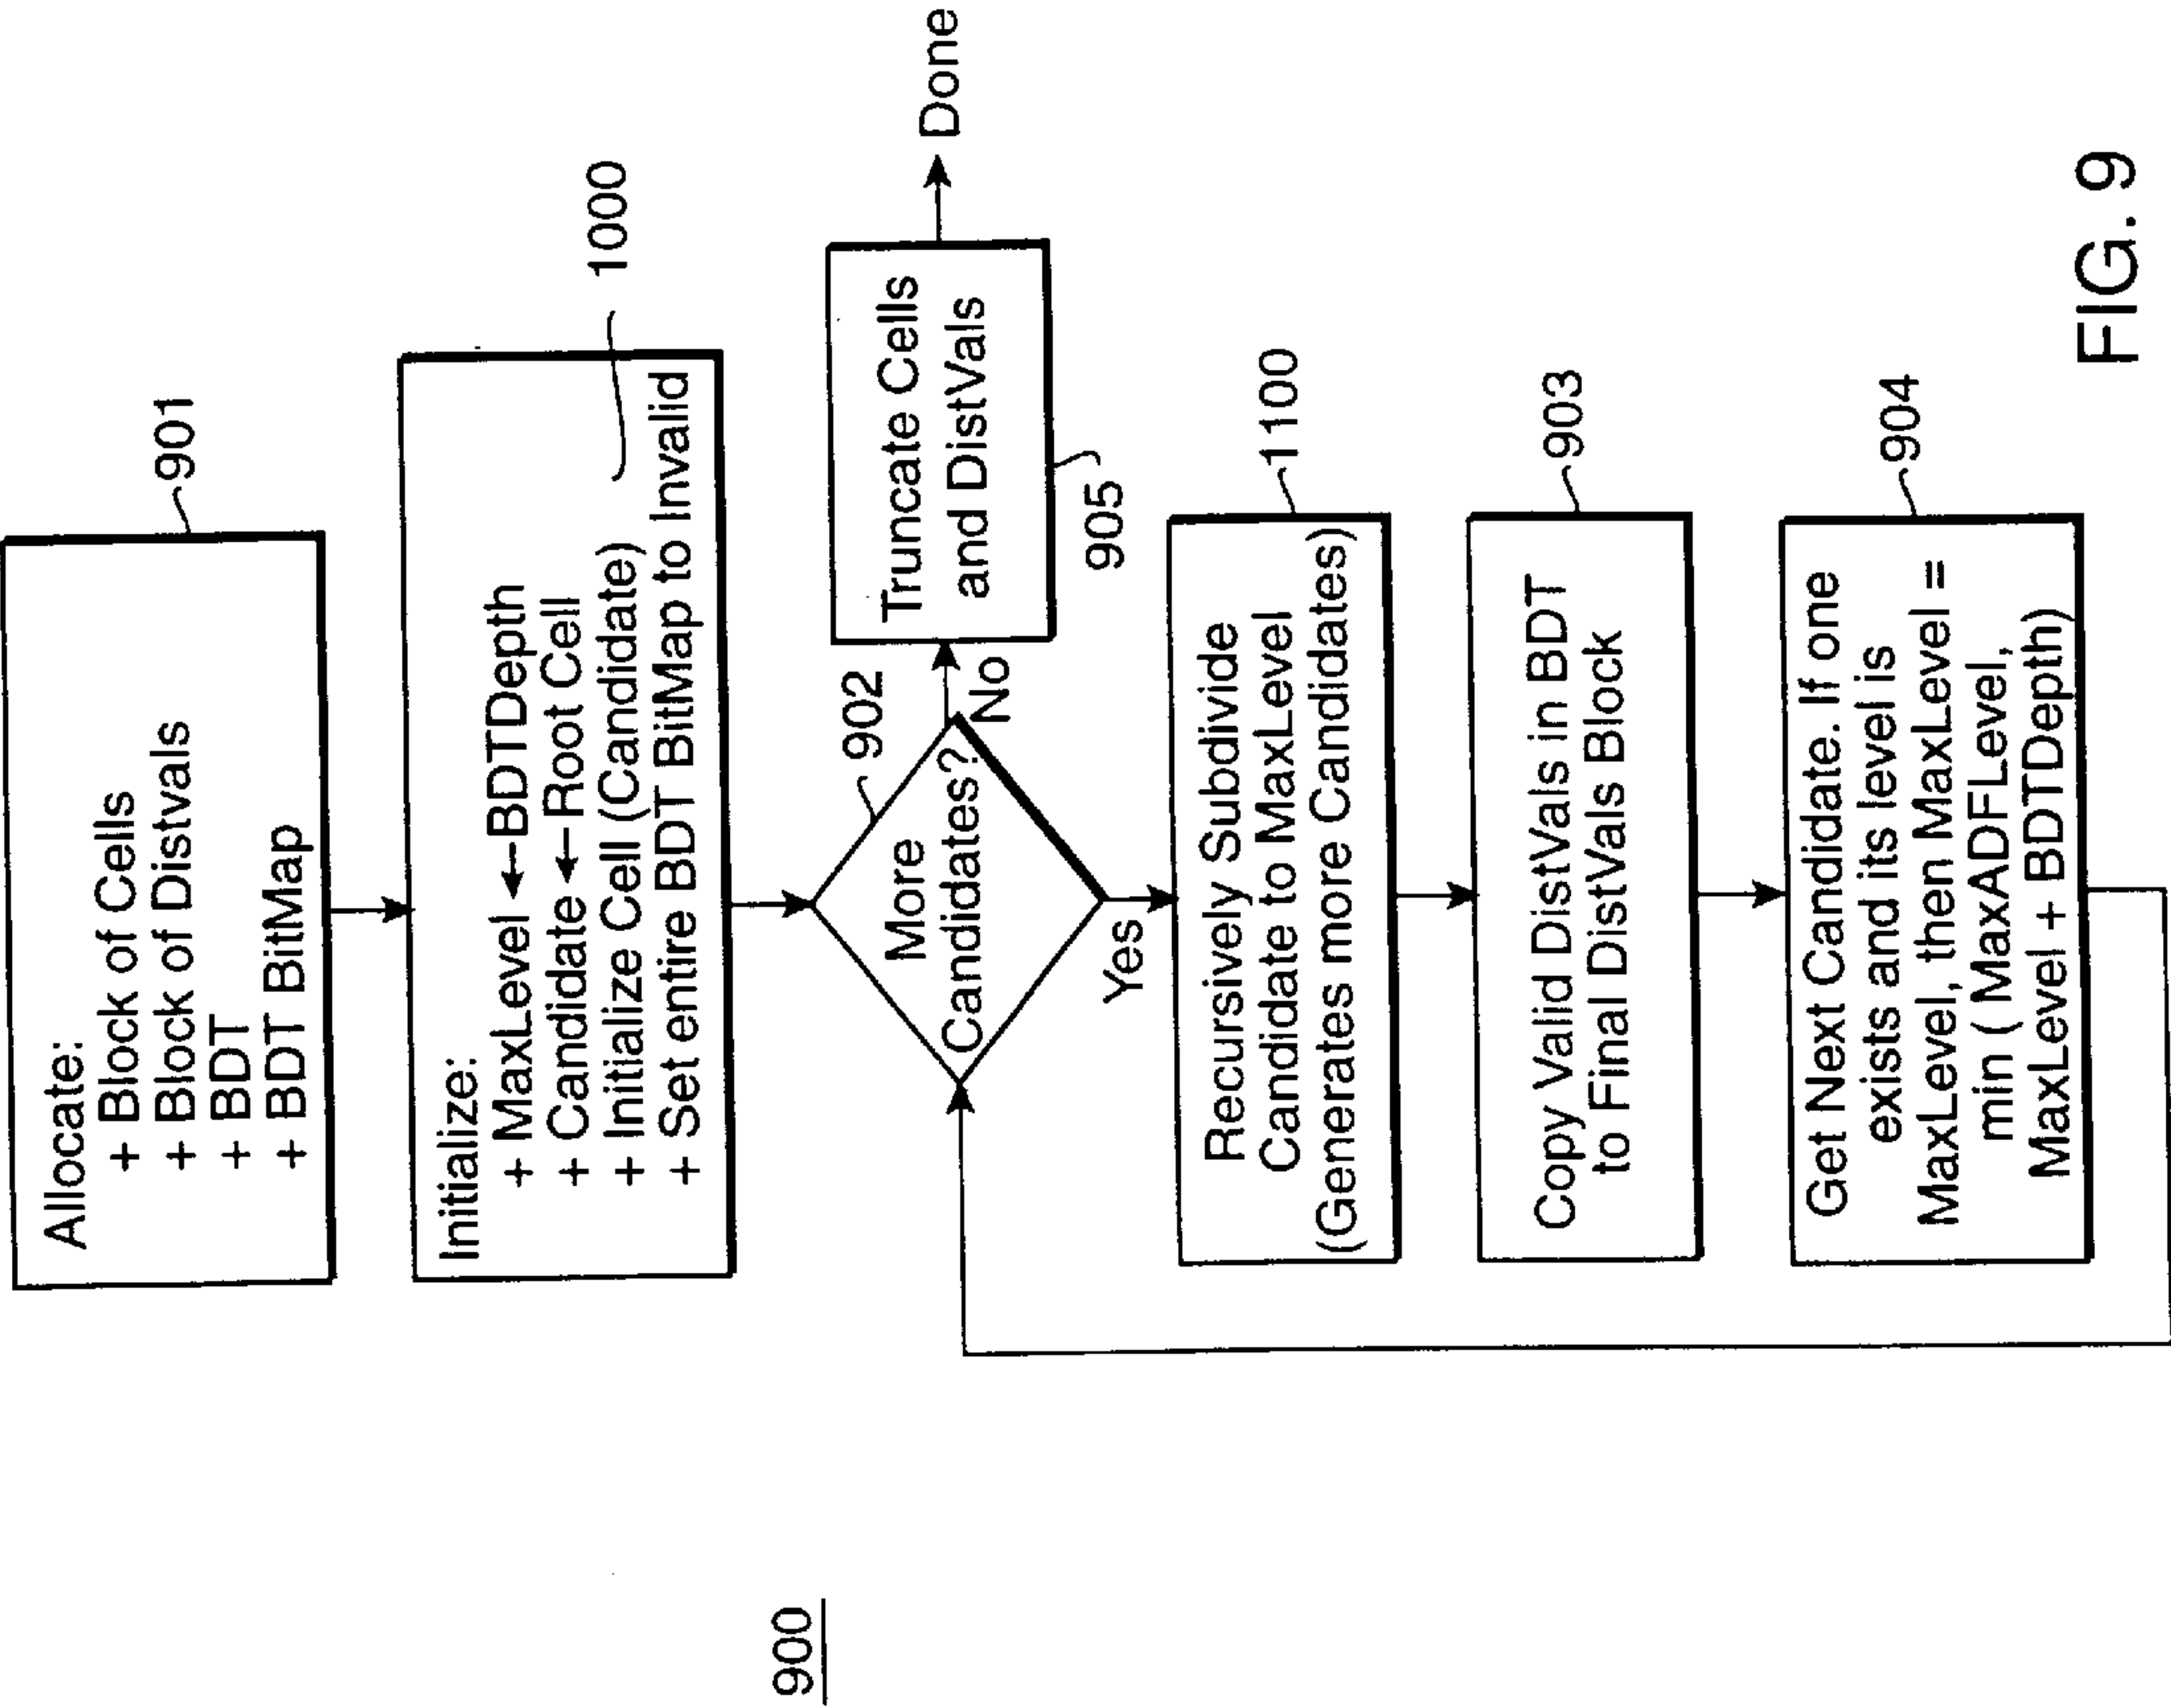 900
Allocate:
+ Block of Cells
+ Block of Distvals
+ BDT
+ BDT BitMap
901
Initialize:
+ MaxLevel ←BDTDepth
+ Candidate ←Root Cell
+ Initialize Cell (Candidate)
+ Set entire BDT BitMap to Invalid
1000
More
Candidates?
902
No
Truncate Cells
and DistVals
905
Done
Yes
Recursively Subdivide
Candidate to MaxLevel
(Generates more Candidates)
1100
Copy Valid DistVals in BDT
to Final DistVals Block
903
Get Next Candidate. If one
exists and its level is
MaxLevel, then MaxLevel =
min (MaxADFLevel,
MaxLevel + BDTDepth)
904
FIG. 9